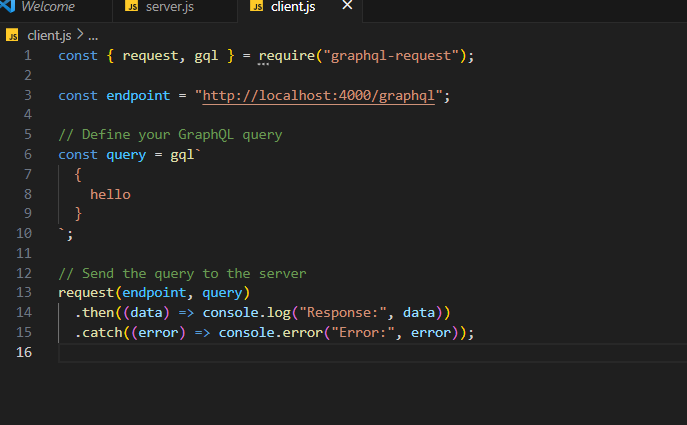 Welcome
JS server.js
JS client.js ×
JS client.js > ...
1 const { request, gql } = require("graphql-request");
2
3 const endpoint = "http://localhost:4000/graphql";
4
5 // Define your GraphQL query
6 const query = gql`
7 {
8 hello
9 }
10 `;
11
12 // Send the query to the server
13 request(endpoint, query)
14 .then((data) => console.log("Response:", data))
15 .catch((error) => console.error("Error:", error));
16